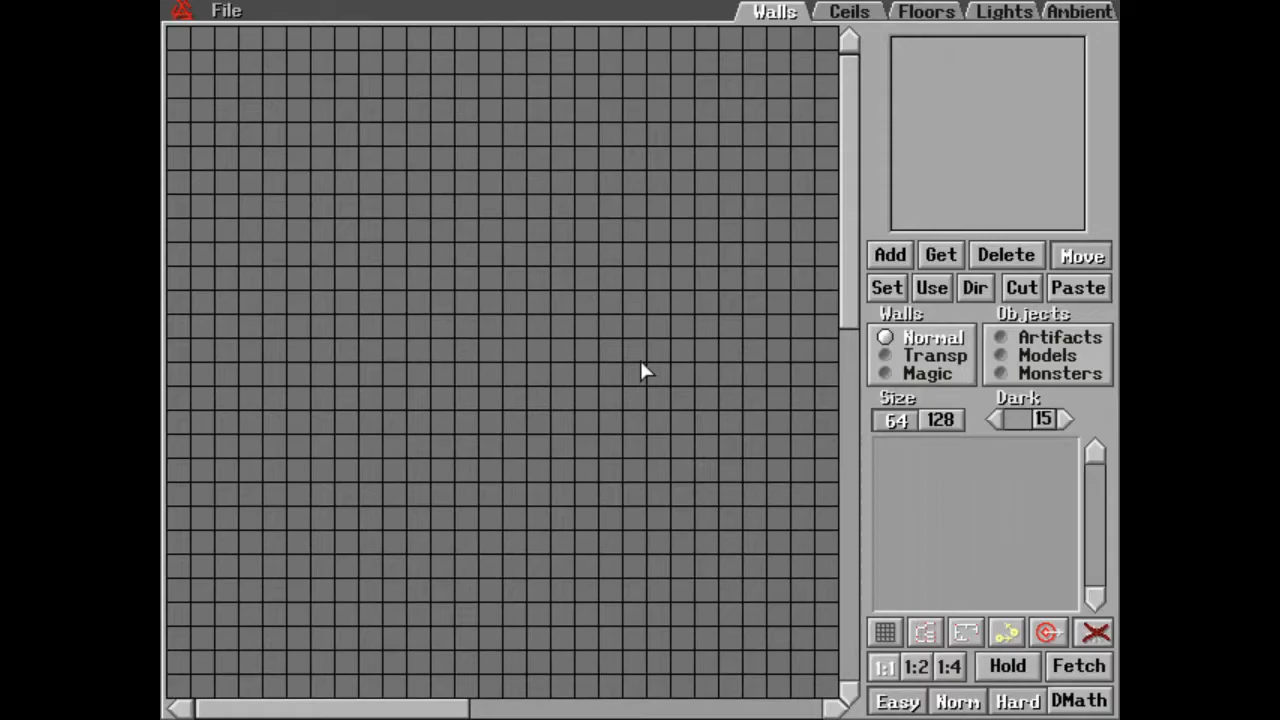 File Walls Ceils Floors Lights Ambient
Add Get Delete Move
Set Use Dir Cut Paste
Walls Objects
Normal Artifacts
Transp Models
Magic Monsters
Size Dark
64 128 15
1:1 1:2 1:4 Hold Fetch
Easy Norm Hard DMath